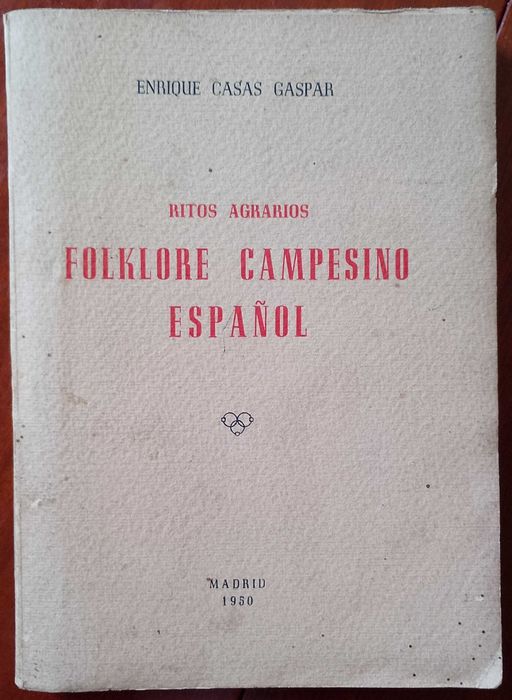 ENRIQUE CASAS GASPAR
RITOS AGRARIOS
FOLKLORE CAMPESINO
ESPAÑOL
MADRID
1950